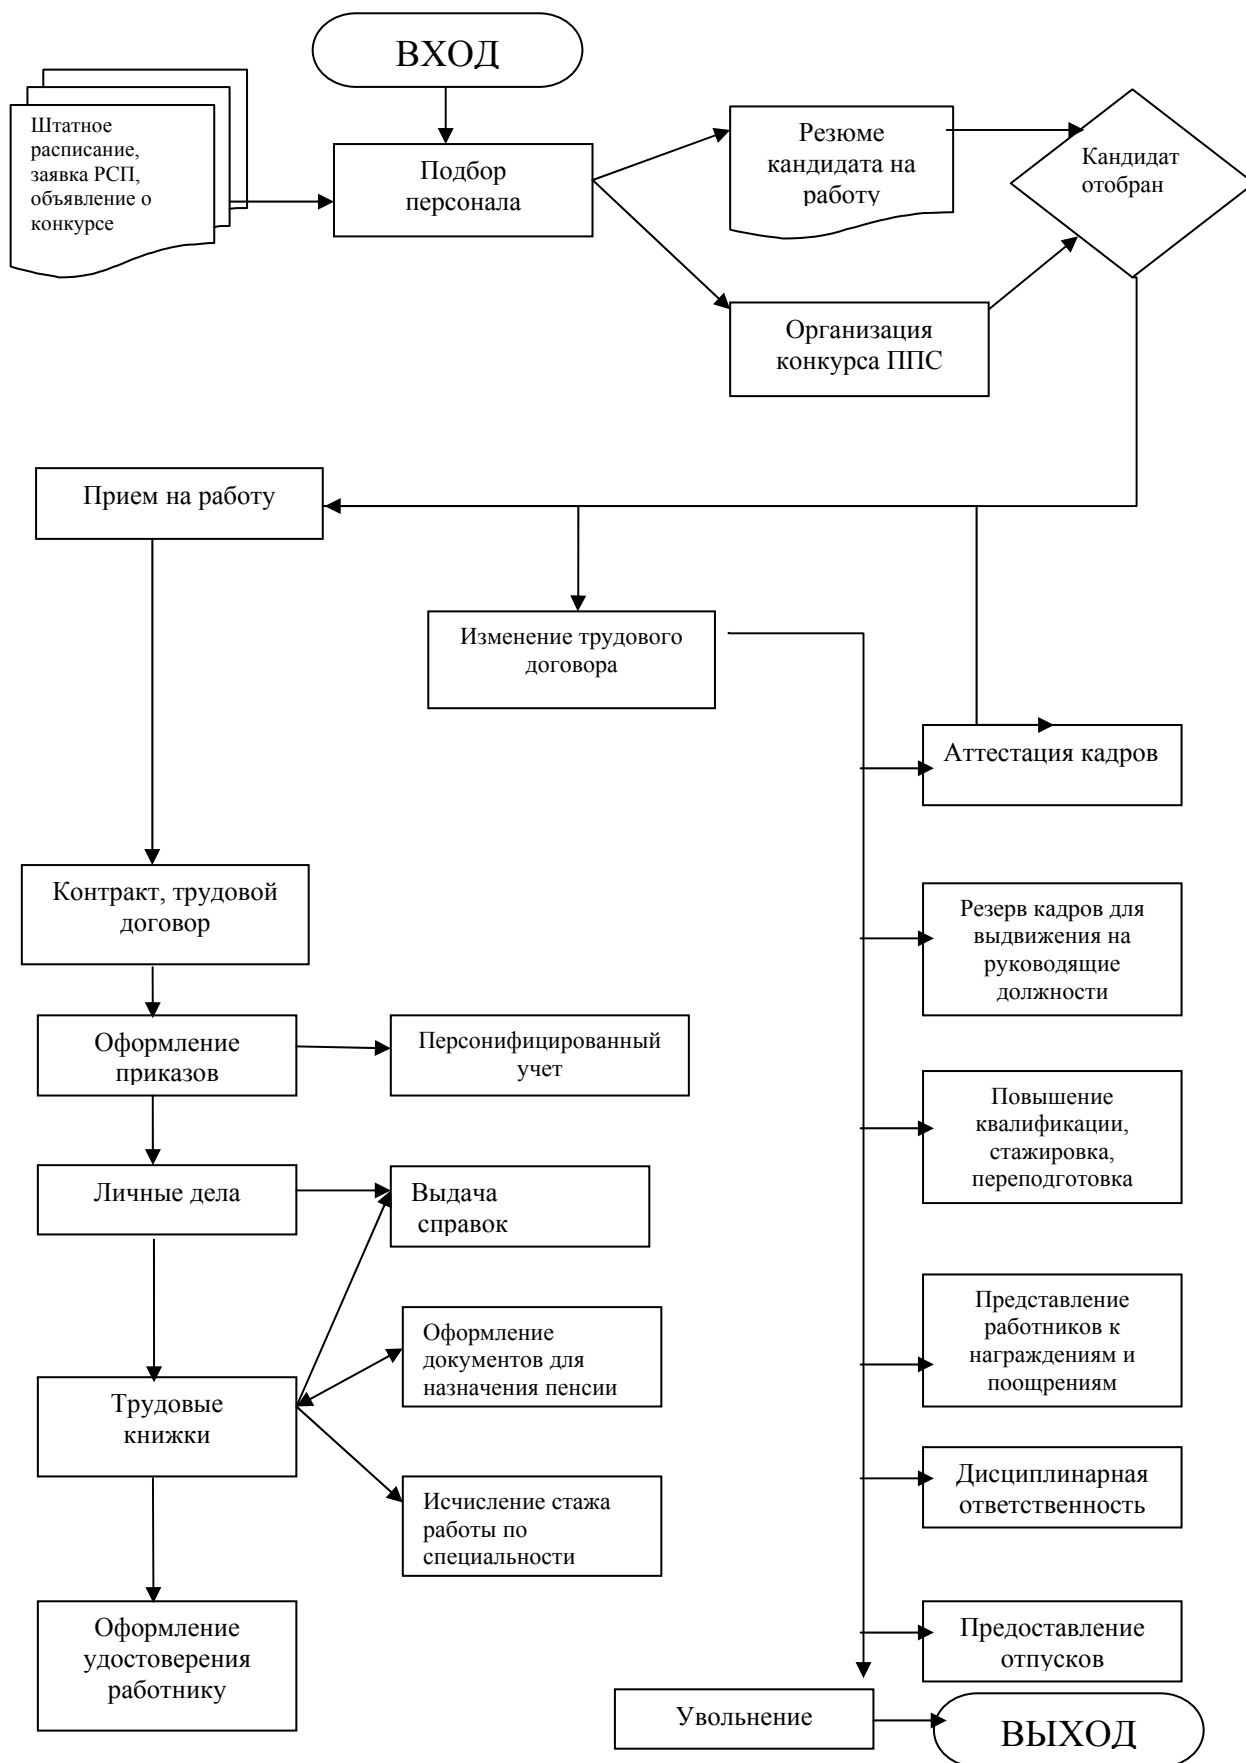 ВХОД
Штатное
расписание,
заявка РСП,
объявление о
конкурсе
Подбор
персонала
Резюме
кандидата на
работу
Кандидат
отобран
Организация
конкурса ППС
Прием на работу
Изменение трудового
договора
Аттестация кадров
Контракт, трудовой
договор
Резерв кадров для
выдвижения на
руководящие
должности
Оформление
приказов
Персонифицированный
учет
Повышение
квалификации,
стажировка,
переподготовка
Личные дела
Выдача
справок
Представление
работников к
награждениям и
поощрениям
Оформление
документов для
назначения пенсии
Трудовые
книжки
Дисциплинарная
ответственность
Исчисление стажа
работы по
специальности
Оформление
удостоверения
работнику
Предоставление
отпусков
Увольнение
ВЫХОД